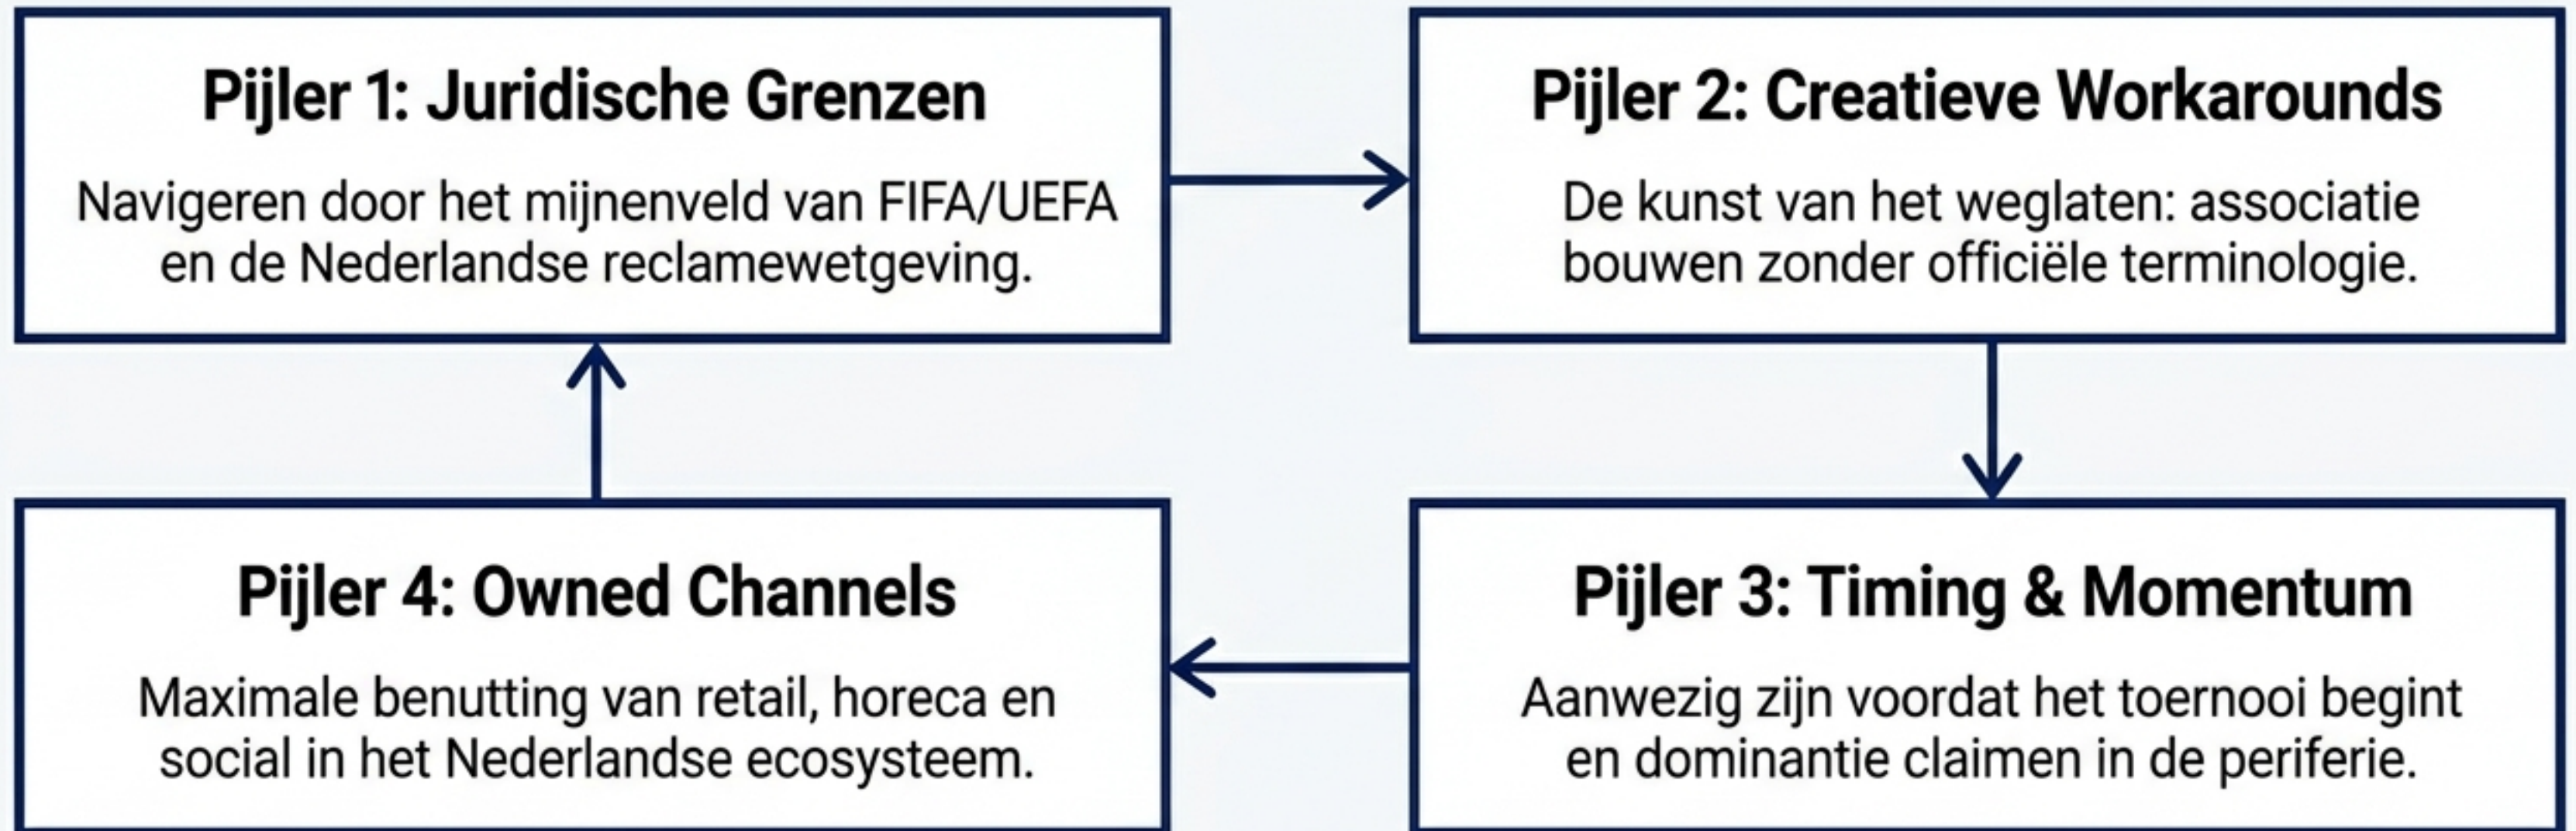 Pijler 1: Juridische Grenzen
Navigeren door het mijnenveld van FIFA/UEFA
en de Nederlandse reclamewetgeving.
Pijler 2: Creatieve Workarounds
De kunst van het weglaten: associatie
bouwen zonder officiële terminologie.
Pijler 3: Timing & Momentum
Aanwezig zijn voordat het toernooi begint
en dominantie claimen in de periferie.
Pijler 4: Owned Channels
Maximale benutting van retail, horeca en
social in het Nederlandse ecosysteem.